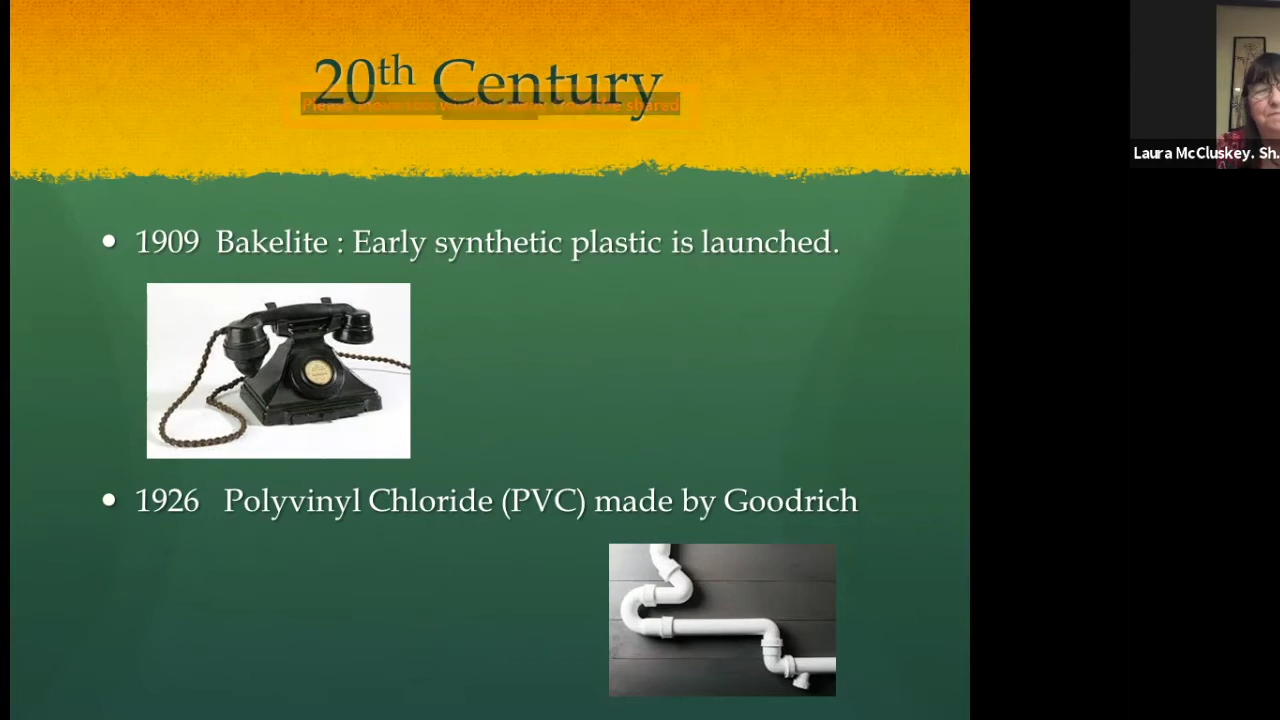 20th Century
1909 Bakelite : Early synthetic plastic is launched.
1926 Polyvinyl Chloride (PVC) made by Goodrich
Laura McCluskey. Sh.